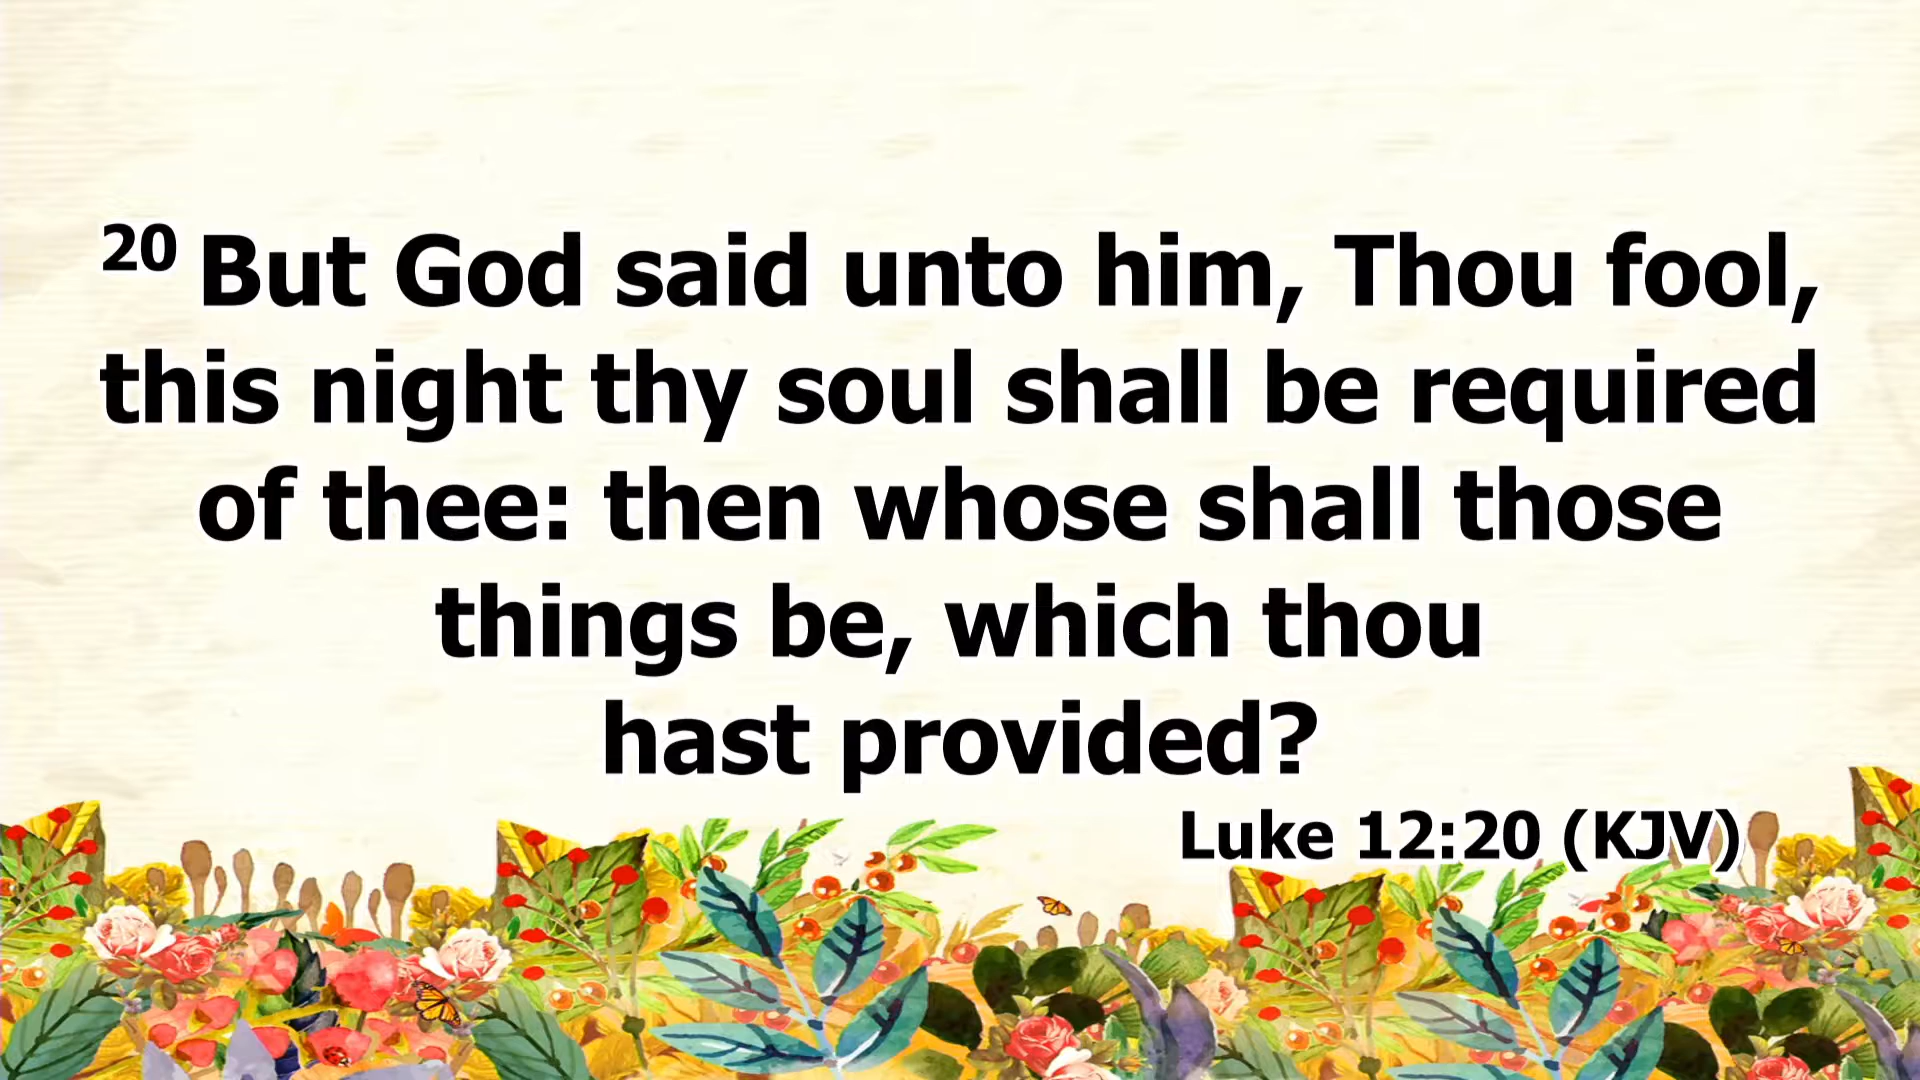 20 But God said unto him, Thou fool,
this night thy soul shall be required
of thee: then whose shall those
things be, which thou
hast provided?
Luke 12:20 (KJV)